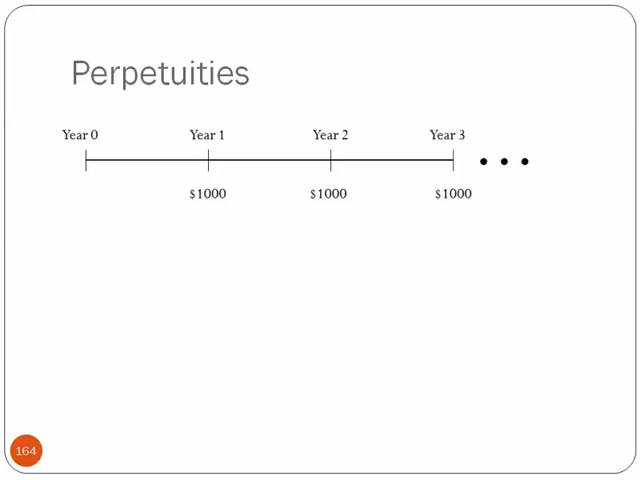 Perpetuities
Year 0 Year 1 Year 2 Year 3
$1000 $1000 $1000
164